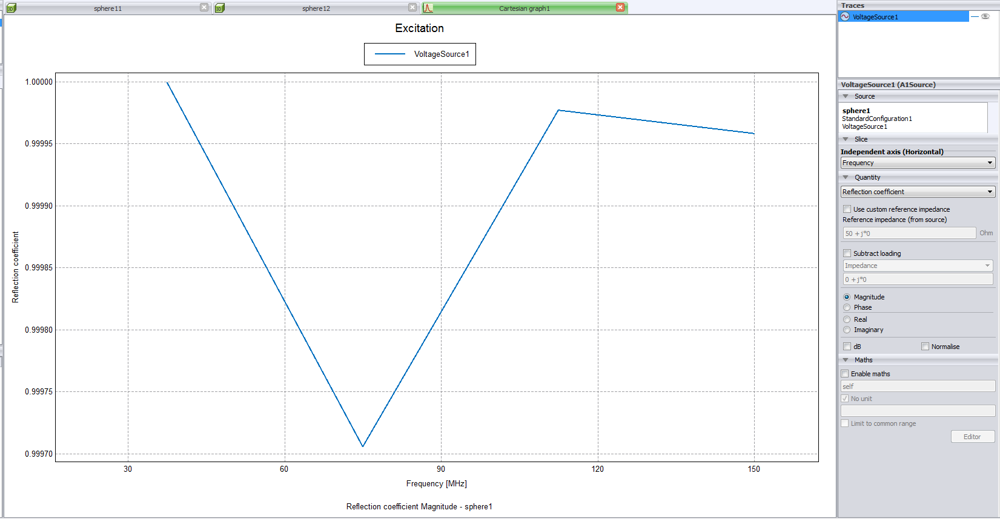 sphere11
sphere12
Cartesian graph1
Excitation
VoltageSource1
1.00000
0.99995
0.99990
0.99985
0.99980
0.99975
0.99970
Reflection coefficient
30 60 90 120 150
Frequency [MHz]
Reflection coefficient Magnitude - sphere1
Traces
VoltageSource1
VoltageSource1 (A1Source)
Source
sphere1
StandardConfiguration1
VoltageSource1
Slice
Independent axis (Horizontal)
Frequency
Quantity
Reflection coefficient
Use custom reference impedance
Reference impedance (from source)
50 + j*0 Ohm
Subtract loading
Impedance
0 + j*0
Magnitude
Phase
Real
Imaginary
dB Normalise
Maths
Enable maths
self
No unit
Limit to common range
Editor